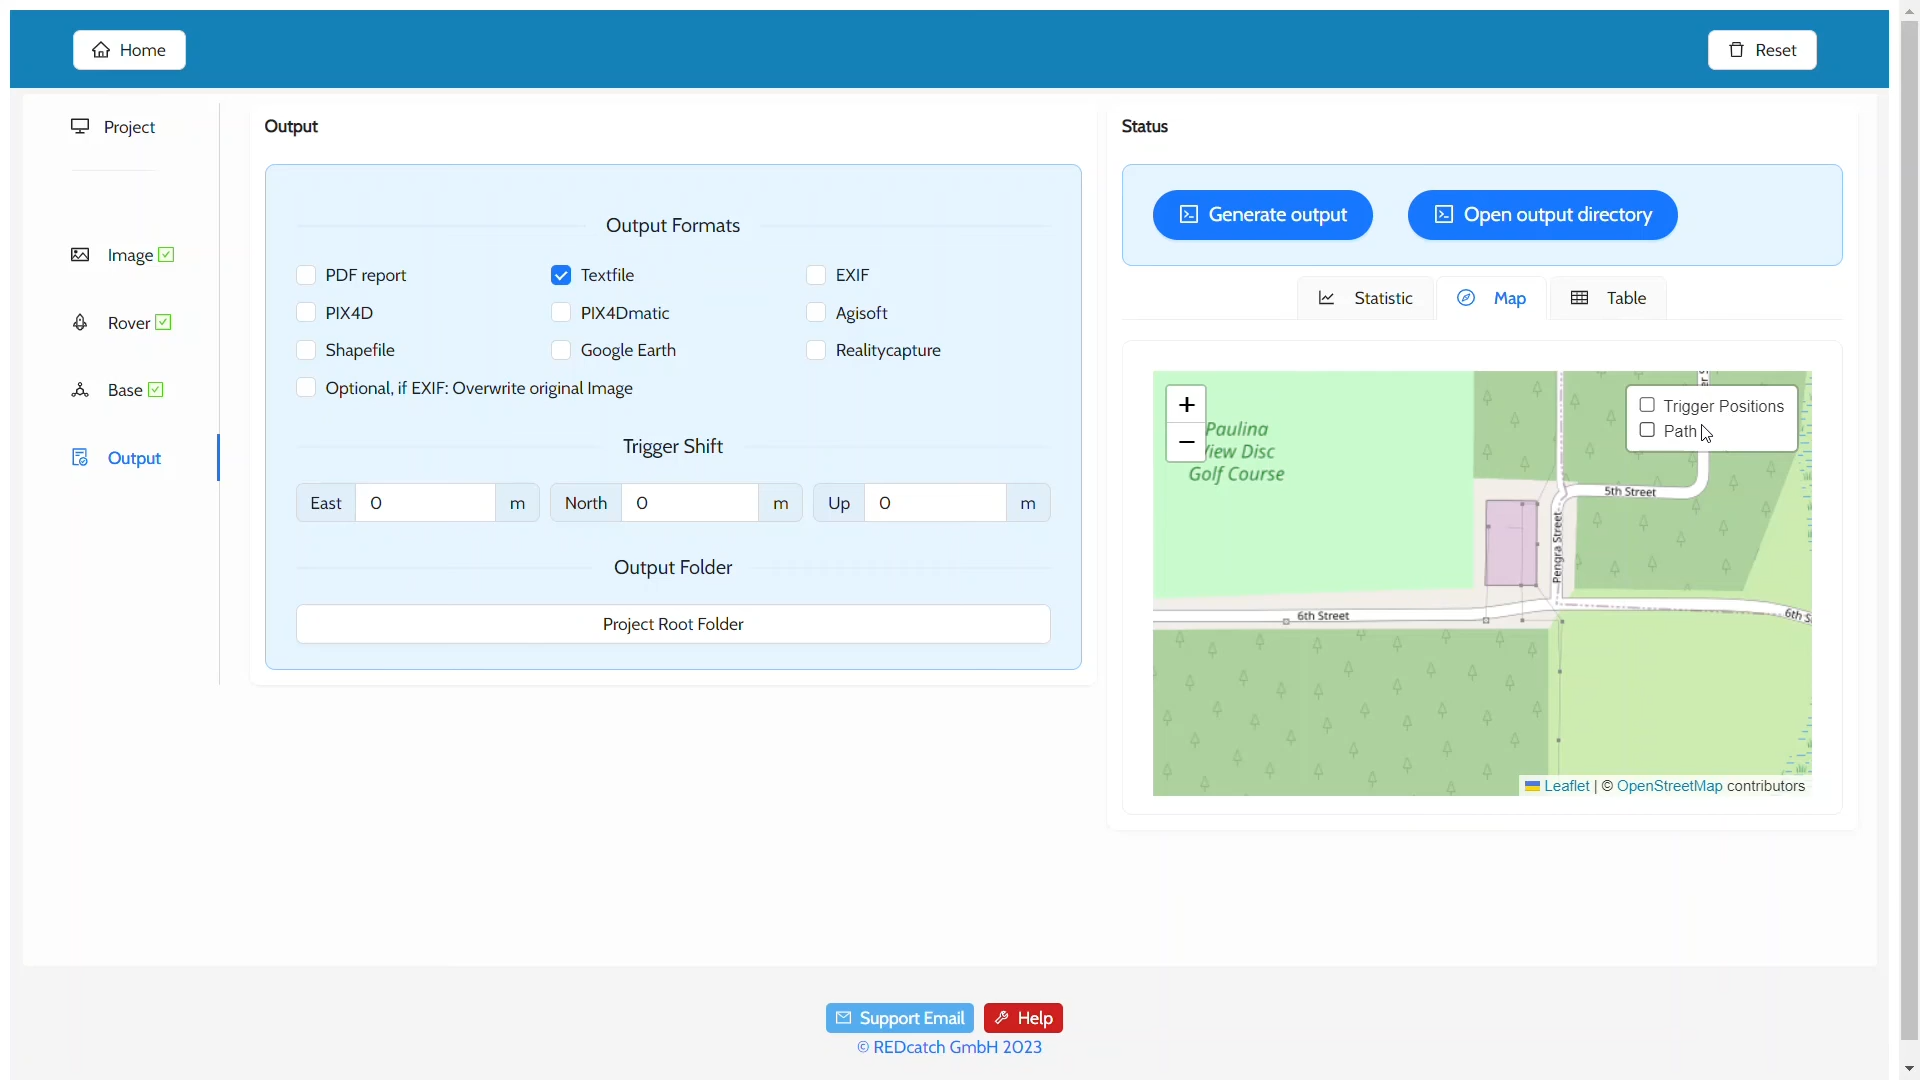 Home
Reset
Project
Image
Rover
Base
Output
Output
Output Formats
PDF report
Textfile
EXIF
PIX4D
PIX4Dmatic
Agisoft
Shapefile
Google Earth
Realitycapture
Optional, if EXIF: Overwrite original Image
Trigger Shift
East 0 m
North 0 m
Up 0 m
Output Folder
Project Root Folder
Status
Generate output
Open output directory
Statistic
Map
Table
+
−
Trigger Positions
Path
Paulina
View Disc
Golf Course
5th Street
Pengra Street
6th Street
6th S
Leaflet | © OpenStreetMap contributors
Support Email
Help
© REDcatch GmbH 2023